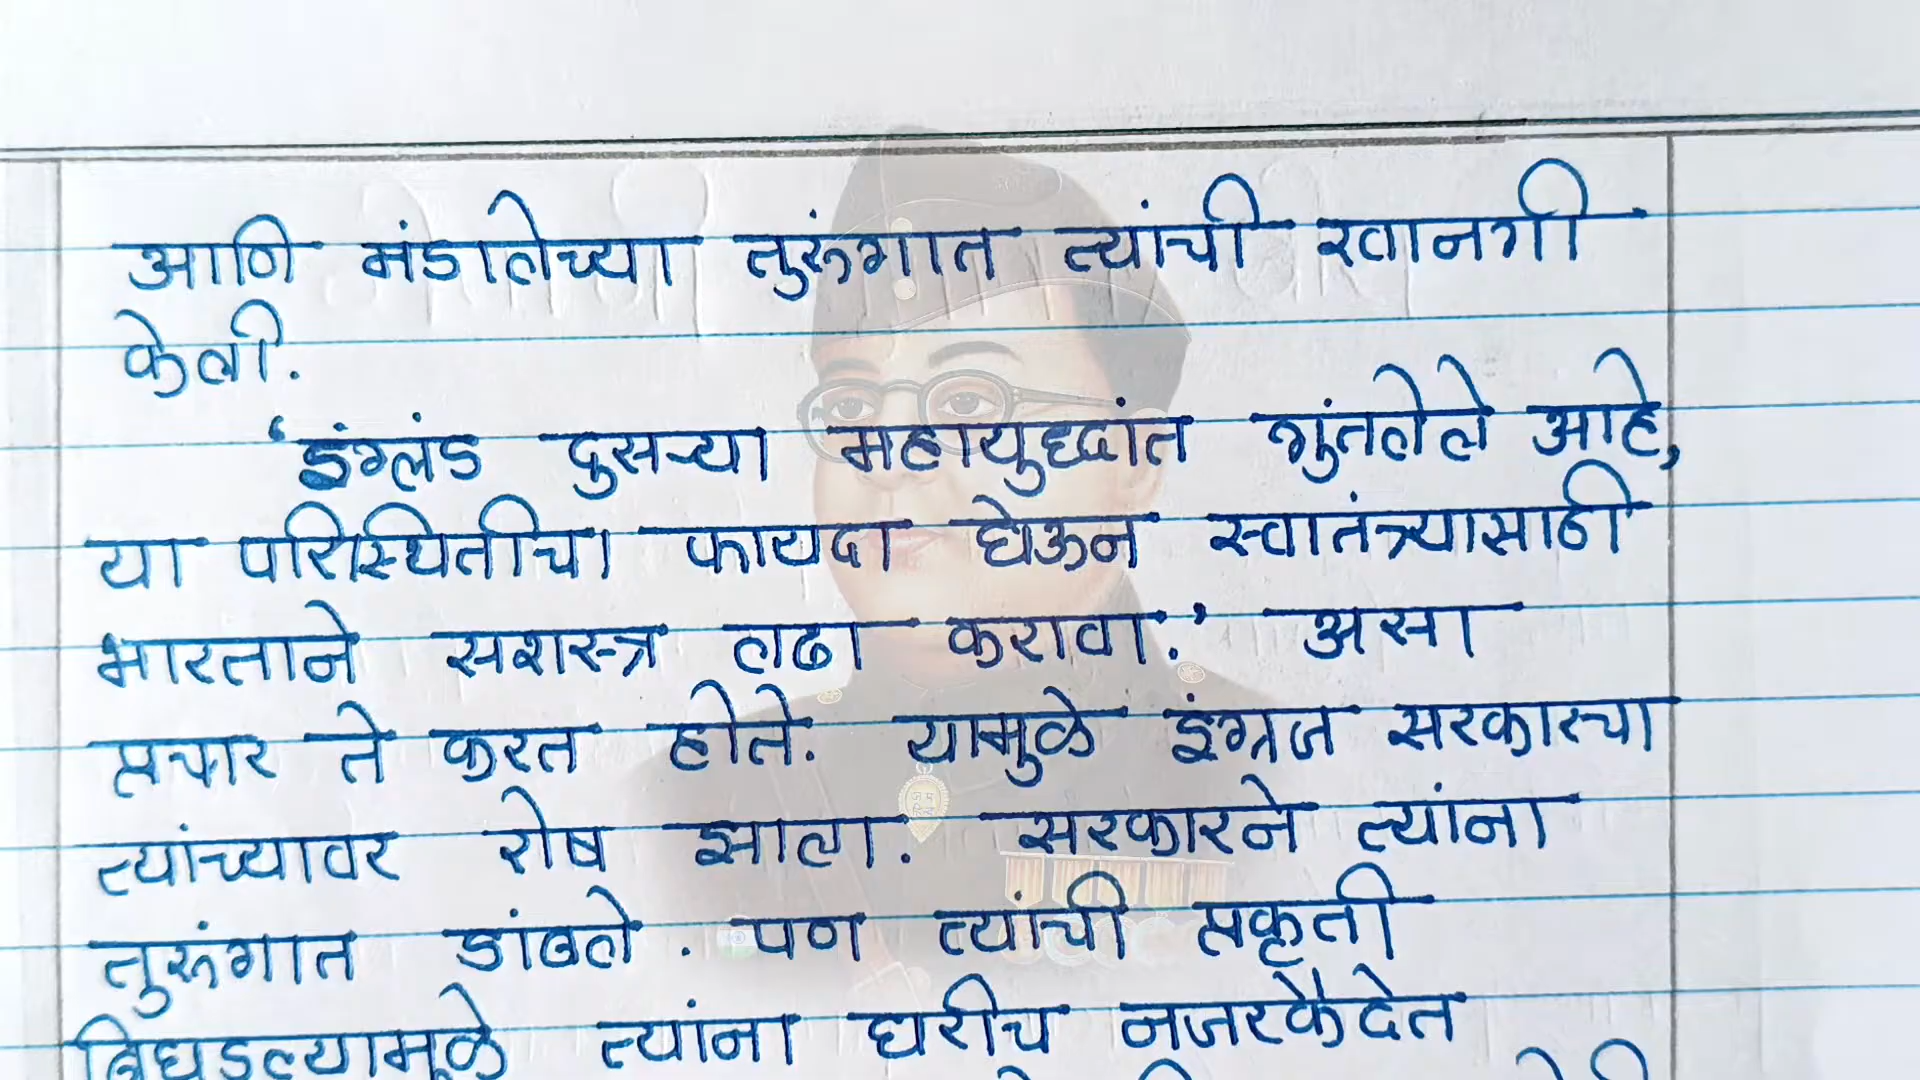 आणि मंडालेच्या तुरुंगात त्यांची रवानगी
केली.
‘इंग्लंड दुसऱ्या महायुद्धांत गुंतलेले आहे,
या परिस्थितीचा फायदा घेऊन स्वातंत्र्यासाठी
भारताने सशस्त्र लढा करावा.’ असा
प्रचार ते करत होते. यामुळे इंग्रज सरकारचा
त्यांच्यावर रोष झाला. सरकारने त्यांना
तुरुंगात डांबले. पण त्यांची प्रकृती
बिघडल्यामुळे त्यांना घरीच नजरकैदेत